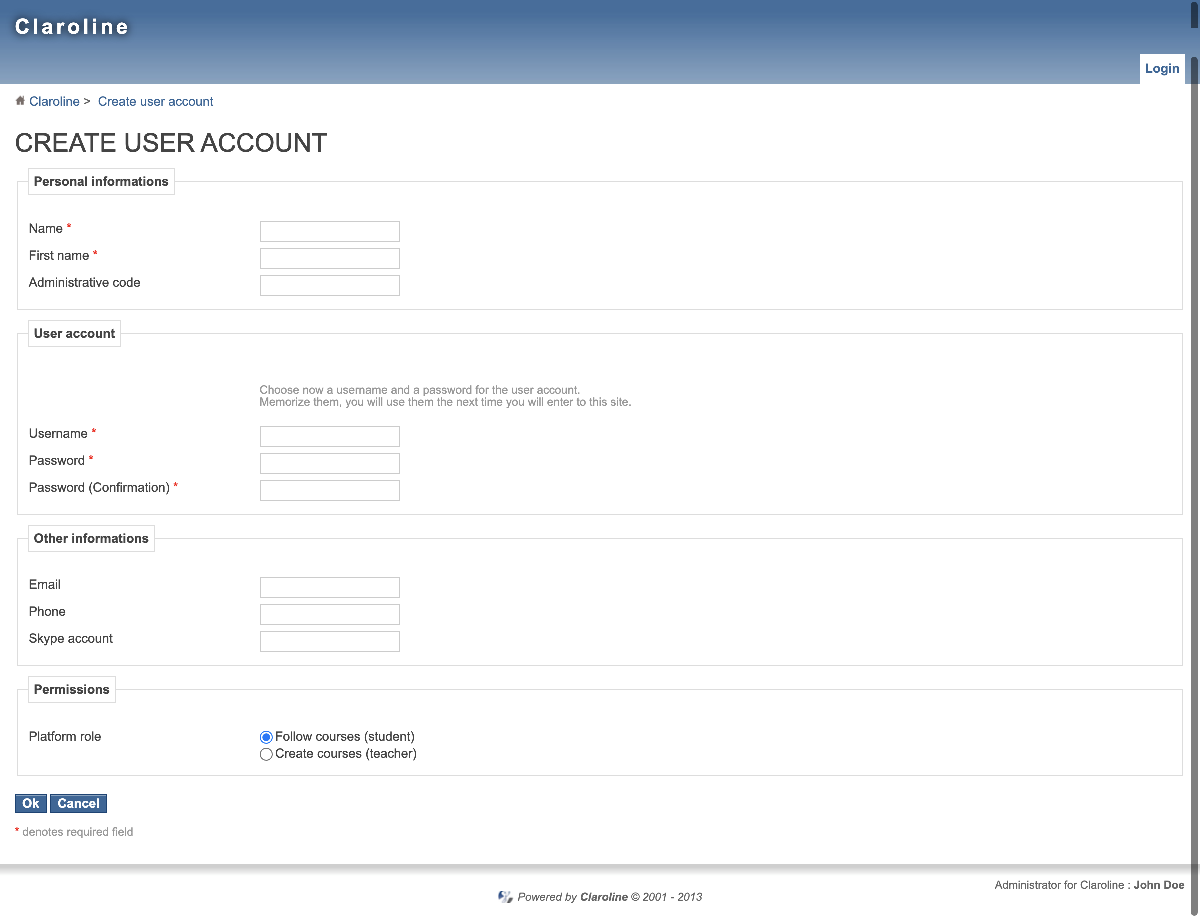 Claroline
Login
Claroline > Create user account
CREATE USER ACCOUNT
Personal informations
Name *
First name *
Administrative code
User account
Choose now a username and a password for the user account.
Memorize them, you will use them the next time you will enter to this site.
Username *
Password *
Password (Confirmation) *
Other informations
Email
Phone
Skype account
Permissions
Platform role
Follow courses (student)
Create courses (teacher)
Ok Cancel
* denotes required field
Administrator for Claroline : John Doe
Powered by Claroline © 2001 - 2013